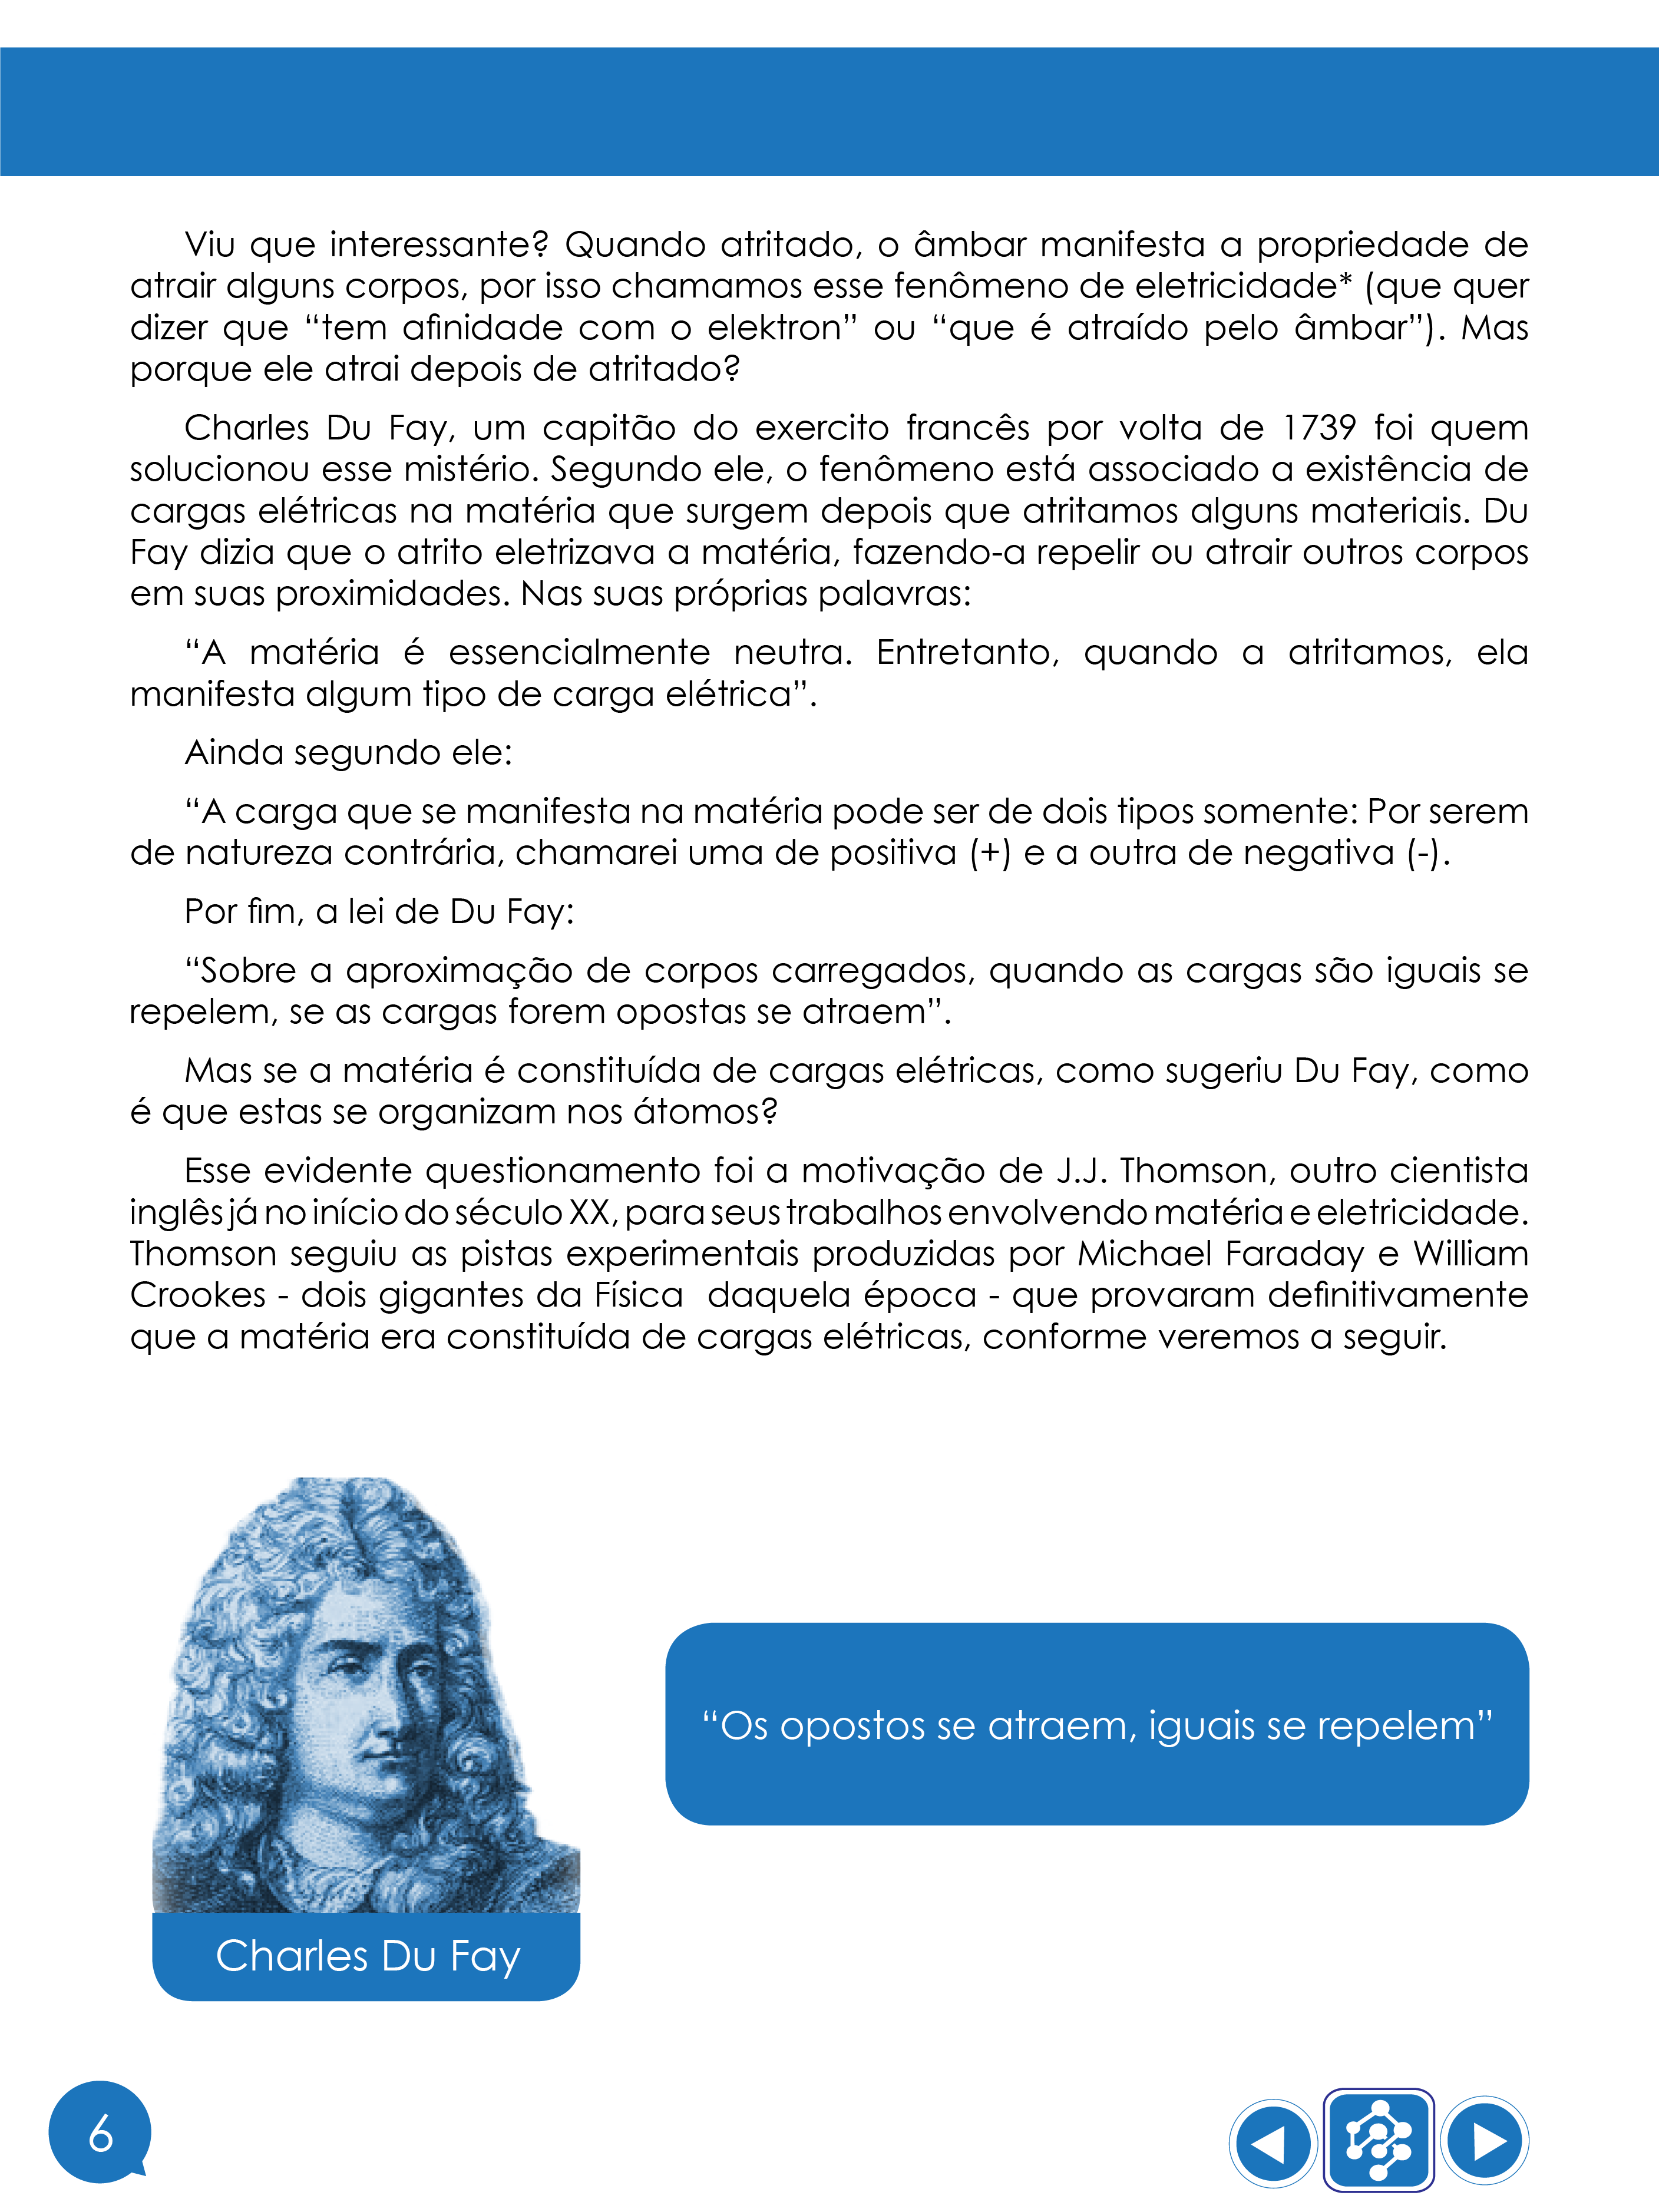 Viu que interessante? Quando atritado, o âmbar manifesta a propriedade de
atrair alguns corpos, por isso chamamos esse fenômeno de eletricidade* (que quer
dizer que “tem afinidade com o elektron” ou “que é atraído pelo âmbar”). Mas
porque ele atrai depois de atritado?
Charles Du Fay, um capitão do exercito francês por volta de 1739 foi quem
solucionou esse mistério. Segundo ele, o fenômeno está associado a existência de
cargas elétricas na matéria que surgem depois que atritamos alguns materiais. Du
Fay dizia que o atrito eletrizava a matéria, fazendo-a repelir ou atrair outros corpos
em suas proximidades. Nas suas próprias palavras:
“A matéria é essencialmente neutra. Entretanto, quando a atritamos, ela
manifesta algum tipo de carga elétrica”.
Ainda segundo ele:
“A carga que se manifesta na matéria pode ser de dois tipos somente: Por serem
de natureza contrária, chamarei uma de positiva (+) e a outra de negativa (-).
Por fim, a lei de Du Fay:
“Sobre a aproximação de corpos carregados, quando as cargas são iguais se
repelem, se as cargas forem opostas se atraem”.
Mas se a matéria é constituída de cargas elétricas, como sugeriu Du Fay, como
é que estas se organizam nos átomos?
Esse evidente questionamento foi a motivação de J.J. Thomson, outro cientista
inglês já no início do século XX, para seus trabalhos envolvendo matéria e eletricidade.
Thomson seguiu as pistas experimentais produzidas por Michael Faraday e William
Crookes - dois gigantes da Física daquela época - que provaram definitivamente
que a matéria era constituída de cargas elétricas, conforme veremos a seguir.
“Os opostos se atraem, iguais se repelem”
Charles Du Fay
6